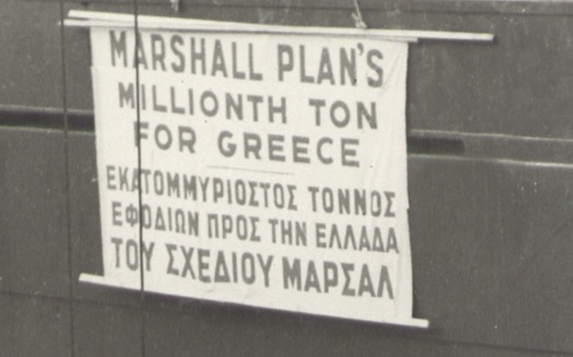 MARSHALL PLAN'S
MILLIONTH TON
FOR GREECE
ΕΚΑΤΟΜΜΥΡΙΟΣΤΟΣ ΤΟΝΝΟΣ
ΕΦΟΔΙΩΝ ΠΡΟΣ ΤΗΝ ΕΛΛΑΔΑ
ΤΟΥ ΣΧΕΔΙΟΥ ΜΑΡΣΑΛ